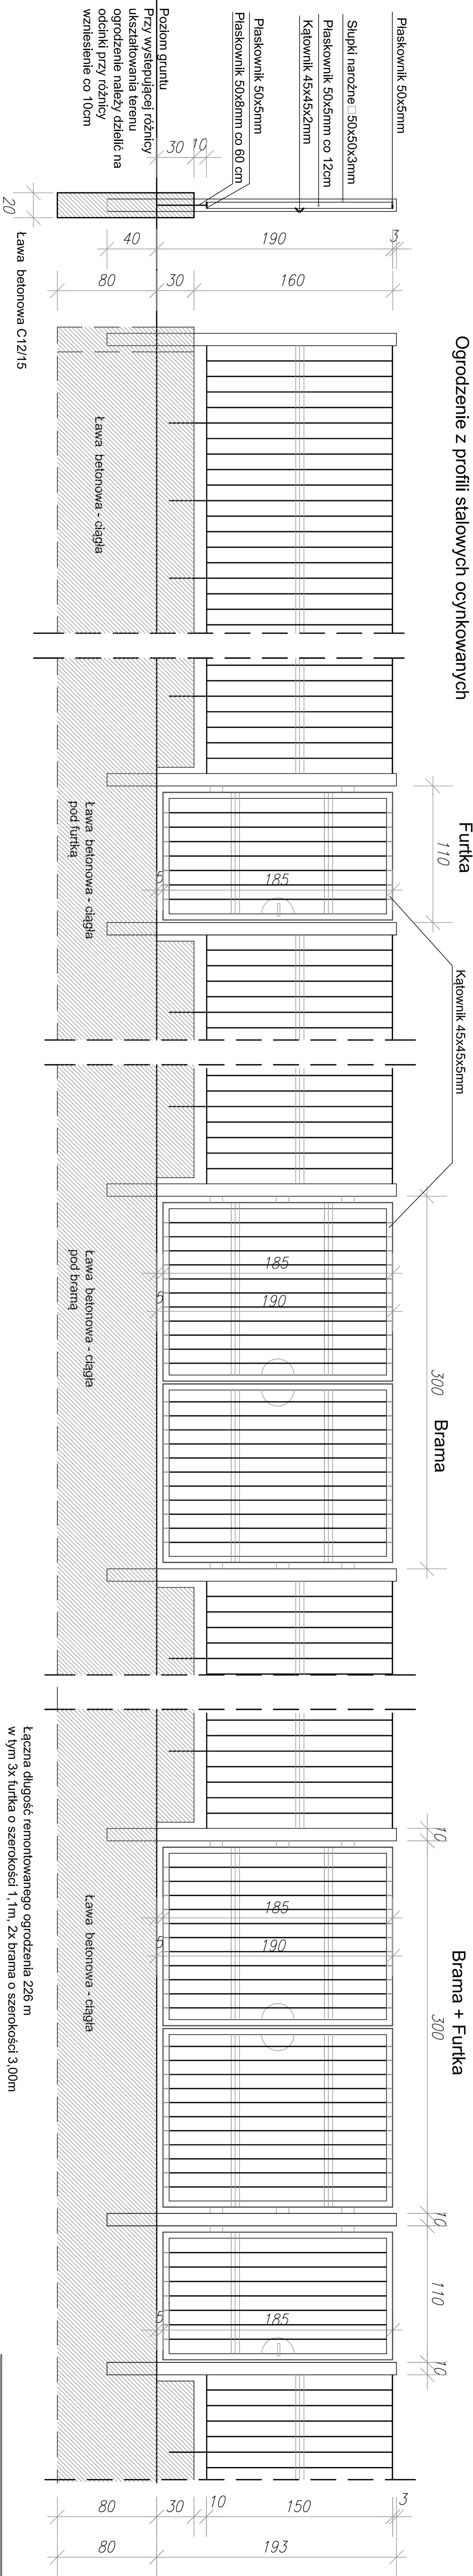 Ogrodzenie z profili stalowych ocynkowanych
Furtka
Brama
Brama + Furtka
Płaskownik 50x5mm
Słupki narożne □ 50x50x3mm
Płaskownik 50x5mm co 12cm
Kątownik 45x45x2mm
Płaskownik 50x5mm
Płaskownik 50x8mm co 60 cm
Poziom gruntu
Przy wystepującej różnicy
ukształtowania terenu
ogrodzenie należy dzielić na
odcinki przy różnicy
wzniesienie co 10cm
30
10
20
Ława betonowa C12/15
40
190
3
80
30
160
Ława betonowa - ciągła
110
5
185
Ława betonowa - ciągła
pod furtką
Kątownik 45x45x5mm
300
185
5
190
Ława betonowa - ciągła
pod bramą
10
300
10
110
10
185
5
190
5
185
Ława betonowa - ciągła
80
30
10
150
3
80
193
Łączna długość remontowanego ogrodzenia 226 m
w tym 3x furtka o szerokości 1,1m, 2x brama o szerokości 3,00m